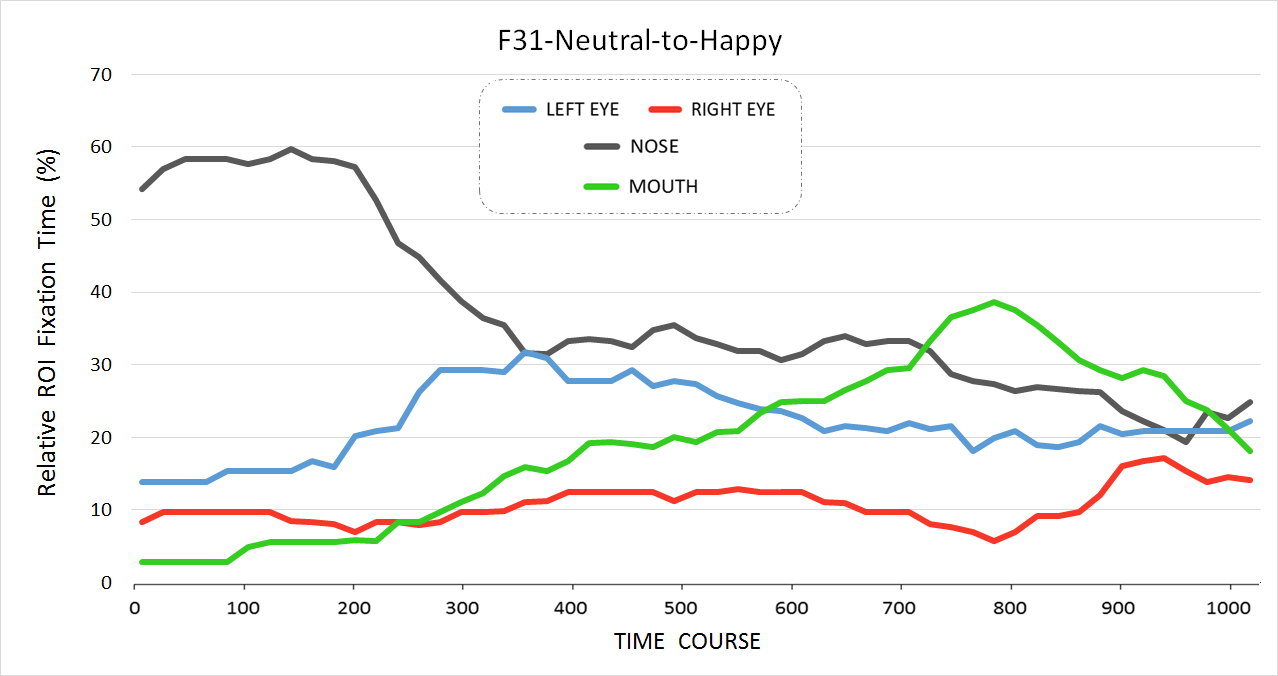 F31-Neutral-to-Happy
70
LEFT EYE RIGHT EYE
NOSE
MOUTH
60
50
40
30
20
10
0
Relative ROI Fixation Time (%)
0 100 200 300 400 500 600 700 800 900 1000
TIME COURSE